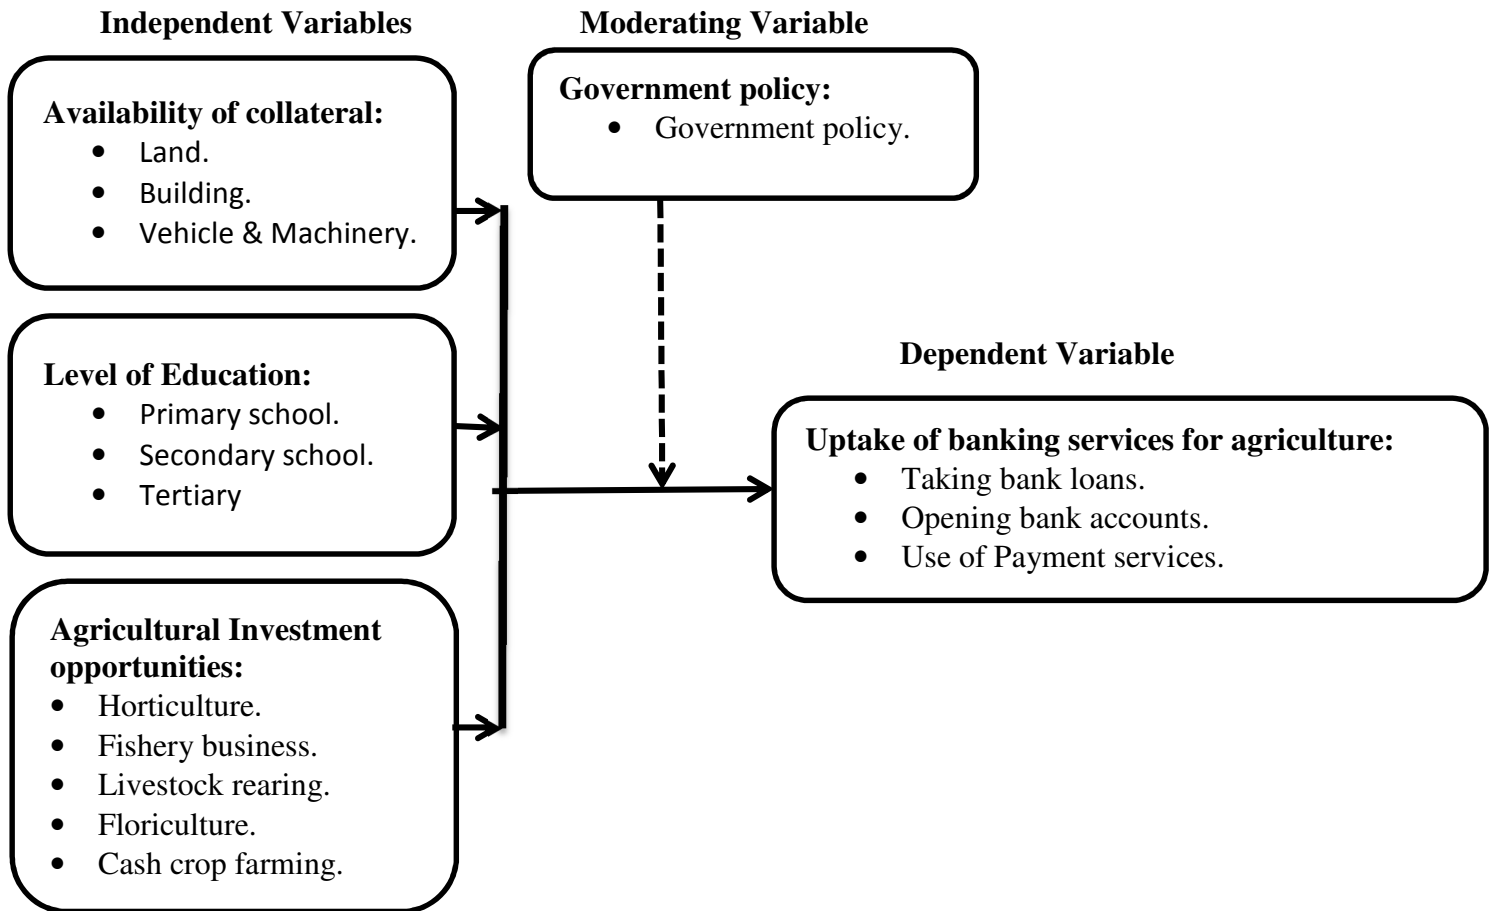 Independent Variables
Moderating Variable
Availability of collateral:
• Land.
• Building.
• Vehicle & Machinery.
Government policy:
• Government policy.
Level of Education:
• Primary school.
• Secondary school.
• Tertiary
Dependent Variable
Uptake of banking services for agriculture:
• Taking bank loans.
• Opening bank accounts.
• Use of Payment services.
Agricultural Investment
opportunities:
• Horticulture.
• Fishery business.
• Livestock rearing.
• Floriculture.
• Cash crop farming.